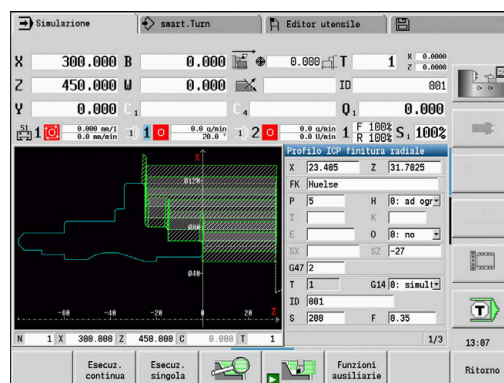 Simulazione smart.Turn Editor utensile
X 300.000 B 0.000 0.000 T 1 X 0.0000
Z 0.0000
Z 450.000 W 0.000 ID 001
Y 0.000 C1 C4 Q1 0.000
S1 1 0.000 mm/1 0.0 mm/min 1 0.0 g/min 20.0 ° 2 0.0 g/min 0.0 U/min 1 F 100% R 100% S1 100%
X
Ø120
Ø80
Ø40
-60 -40 -20 0 Z
Profilo ICP finitura radiale
X 23.405 Z 31.7025
FK Huelse
P 5 H 0: ad ogr
I K
E O 0: no
SX SZ -27
G47 2
T 1 G14 0: simult
ID 001
S 200 F 0.35
N 1 X 300.000 Z 450.000 C 0.000 T 1 1/3
T
13:07
Esecuz. continua
Esecuz. singola
Funzioni ausiliarie
Ritorno